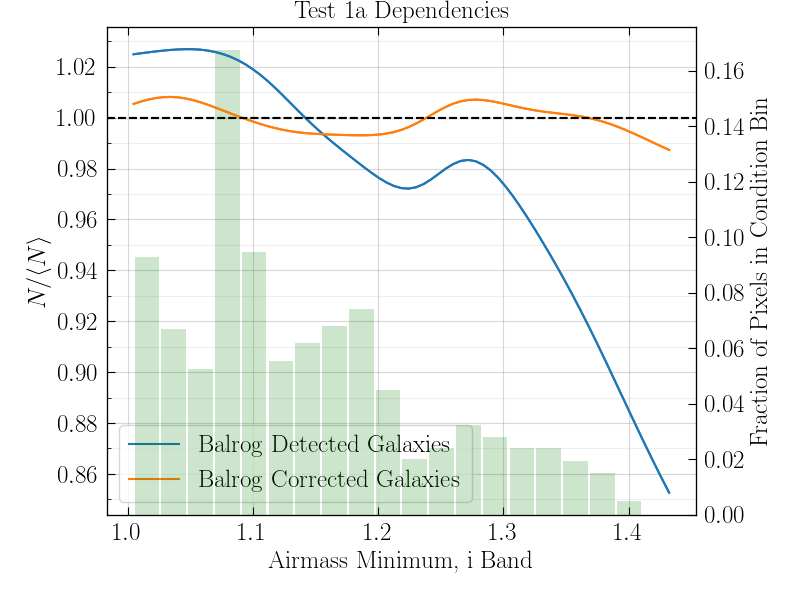 Test 1a Dependencies
1.02
1.00
0.98
0.96
0.94
0.92
0.90
0.88
0.86
N/⟨N⟩
0.16
0.14
0.12
0.10
0.08
0.06
0.04
0.02
0.00
Fraction of Pixels in Condition Bin
Balrog Detected Galaxies
Balrog Corrected Galaxies
1.0 1.1 1.2 1.3 1.4
Airmass Minimum, i Band